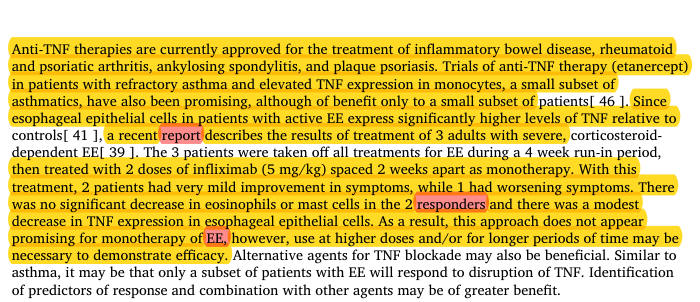 Anti-TNF therapies are currently approved for the treatment of inflammatory bowel disease, rheumatoid
and psoriatic arthritis, ankylosing spondylitis, and plaque psoriasis. Trials of anti-TNF therapy (etanercept)
in patients with refractory asthma and elevated TNF expression in monocytes, a small subset of
asthmatics, have also been promising, although of benefit only to a small subset of patients[ 46 ]. Since
esophageal epithelial cells in patients with active EE express significantly higher levels of TNF relative to
controls[ 41 ], a recent report describes the results of treatment of 3 adults with severe, corticosteroid-
dependent EE[ 39 ]. The 3 patients were taken off all treatments for EE during a 4 week run-in period,
then treated with 2 doses of infliximab (5 mg/kg) spaced 2 weeks apart as monotherapy. With this
treatment, 2 patients had very mild improvement in symptoms, while 1 had worsening symptoms. There
was no significant decrease in eosinophils or mast cells in the 2 responders and there was a modest
decrease in TNF expression in esophageal epithelial cells. As a result, this approach does not appear
promising for monotherapy of EE, however, use at higher doses and/or for longer periods of time may be
necessary to demonstrate efficacy. Alternative agents for TNF blockade may also be beneficial. Similar to
asthma, it may be that only a subset of patients with EE will respond to disruption of TNF. Identification
of predictors of response and combination with other agents may be of greater benefit.